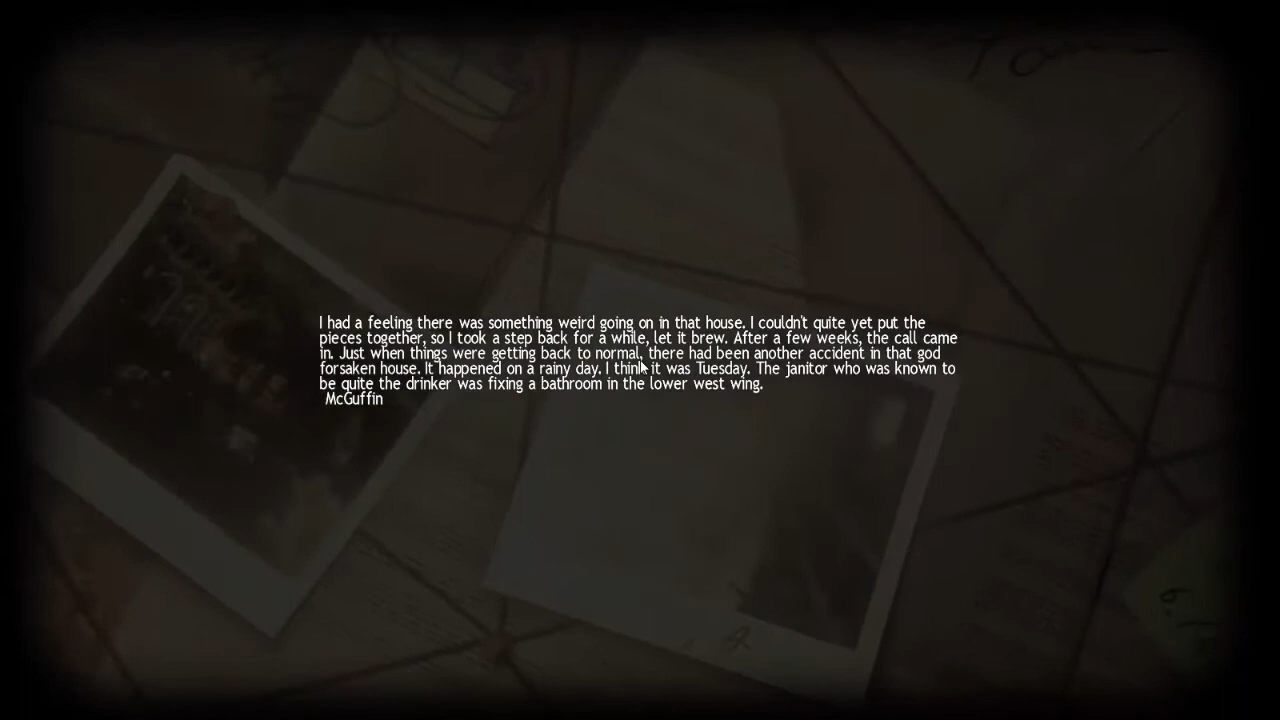 I had a feeling there was something weird going on in that house. I couldn't quite yet put the
pieces together, so I took a step back for a while, let it brew. After a few weeks, the call came
in. Just when things were getting back to normal, there had been another accident in that god
forsaken house. It happened on a rainy day. I think it was Tuesday. The janitor who was known to
be quite the drinker was fixing a bathroom in the lower west wing.
McGuffin